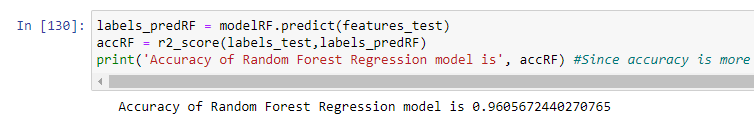 In [130]: labels_predRF = modelRF.predict(features_test)
accRF = r2_score(labels_test,labels_predRF)
print('Accuracy of Random Forest Regression model is', accRF) #Since accuracy is more
Accuracy of Random Forest Regression model is 0.9605672440270765